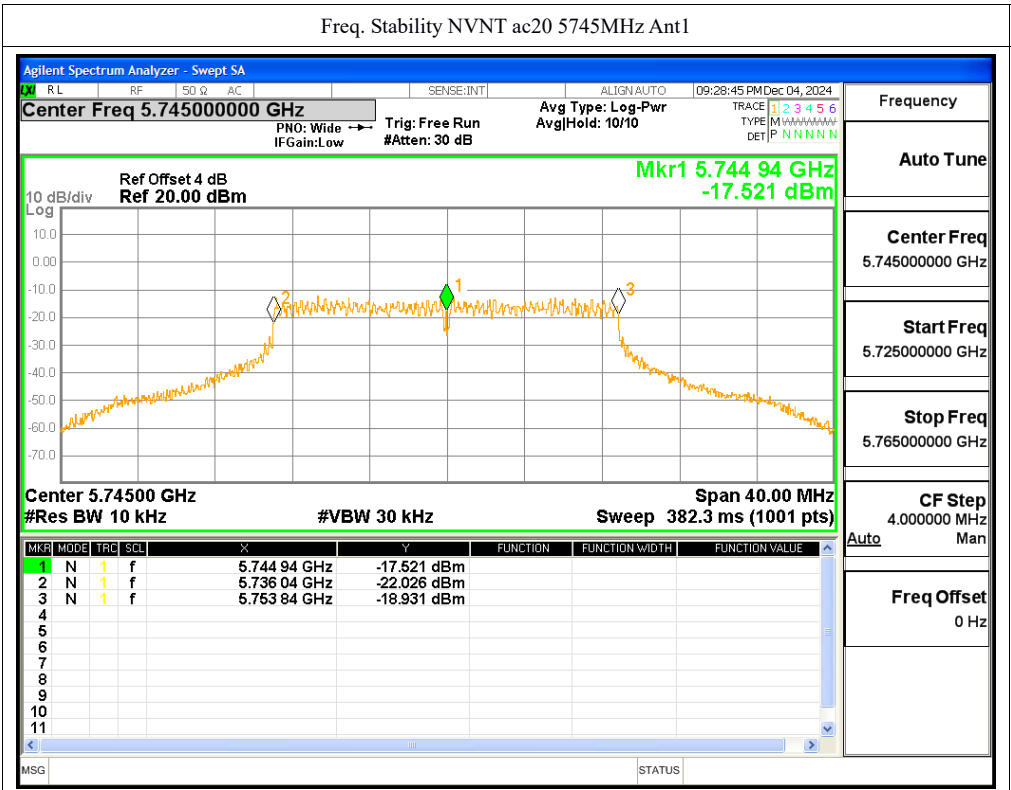 Freq. Stability NVNT ac20 5745MHz Ant1
Agilent Spectrum Analyzer - Swept SA
LXI RL RF 50 Ω AC SENSE:INT ALIGN AUTO 09:28:45 PM Dec 04, 2024
Center Freq 5.745000000 GHz
PNO: Wide
IFGain:Low
Trig: Free Run
#Atten: 30 dB
Avg Type: Log-Pwr
Avg|Hold: 10/10
TRACE 1 2 3 4 5 6
TYPE M W W W W W
DET P N N N N N
Mkr1 5.744 94 GHz
-17.521 dBm
Ref Offset 4 dB
10 dB/div Ref 20.00 dBm
Log
10.0
0.00
-10.0
-20.0
-30.0
-40.0
-50.0
-60.0
-70.0
2
1
3
Center 5.74500 GHz Span 40.00 MHz
#Res BW 10 kHz #VBW 30 kHz Sweep 382.3 ms (1001 pts)
MKR MODE TRC SCL X Y FUNCTION FUNCTION WIDTH FUNCTION VALUE
1 N 1 f 5.744 94 GHz -17.521 dBm
2 N 1 f 5.736 04 GHz -22.026 dBm
3 N 1 f 5.753 84 GHz -18.931 dBm
4
5
6
7
8
9
10
11
MSG STATUS
Frequency
Auto Tune
Center Freq
5.745000000 GHz
Start Freq
5.725000000 GHz
Stop Freq
5.765000000 GHz
CF Step
4.000000 MHz
Auto Man
Freq Offset
0 Hz